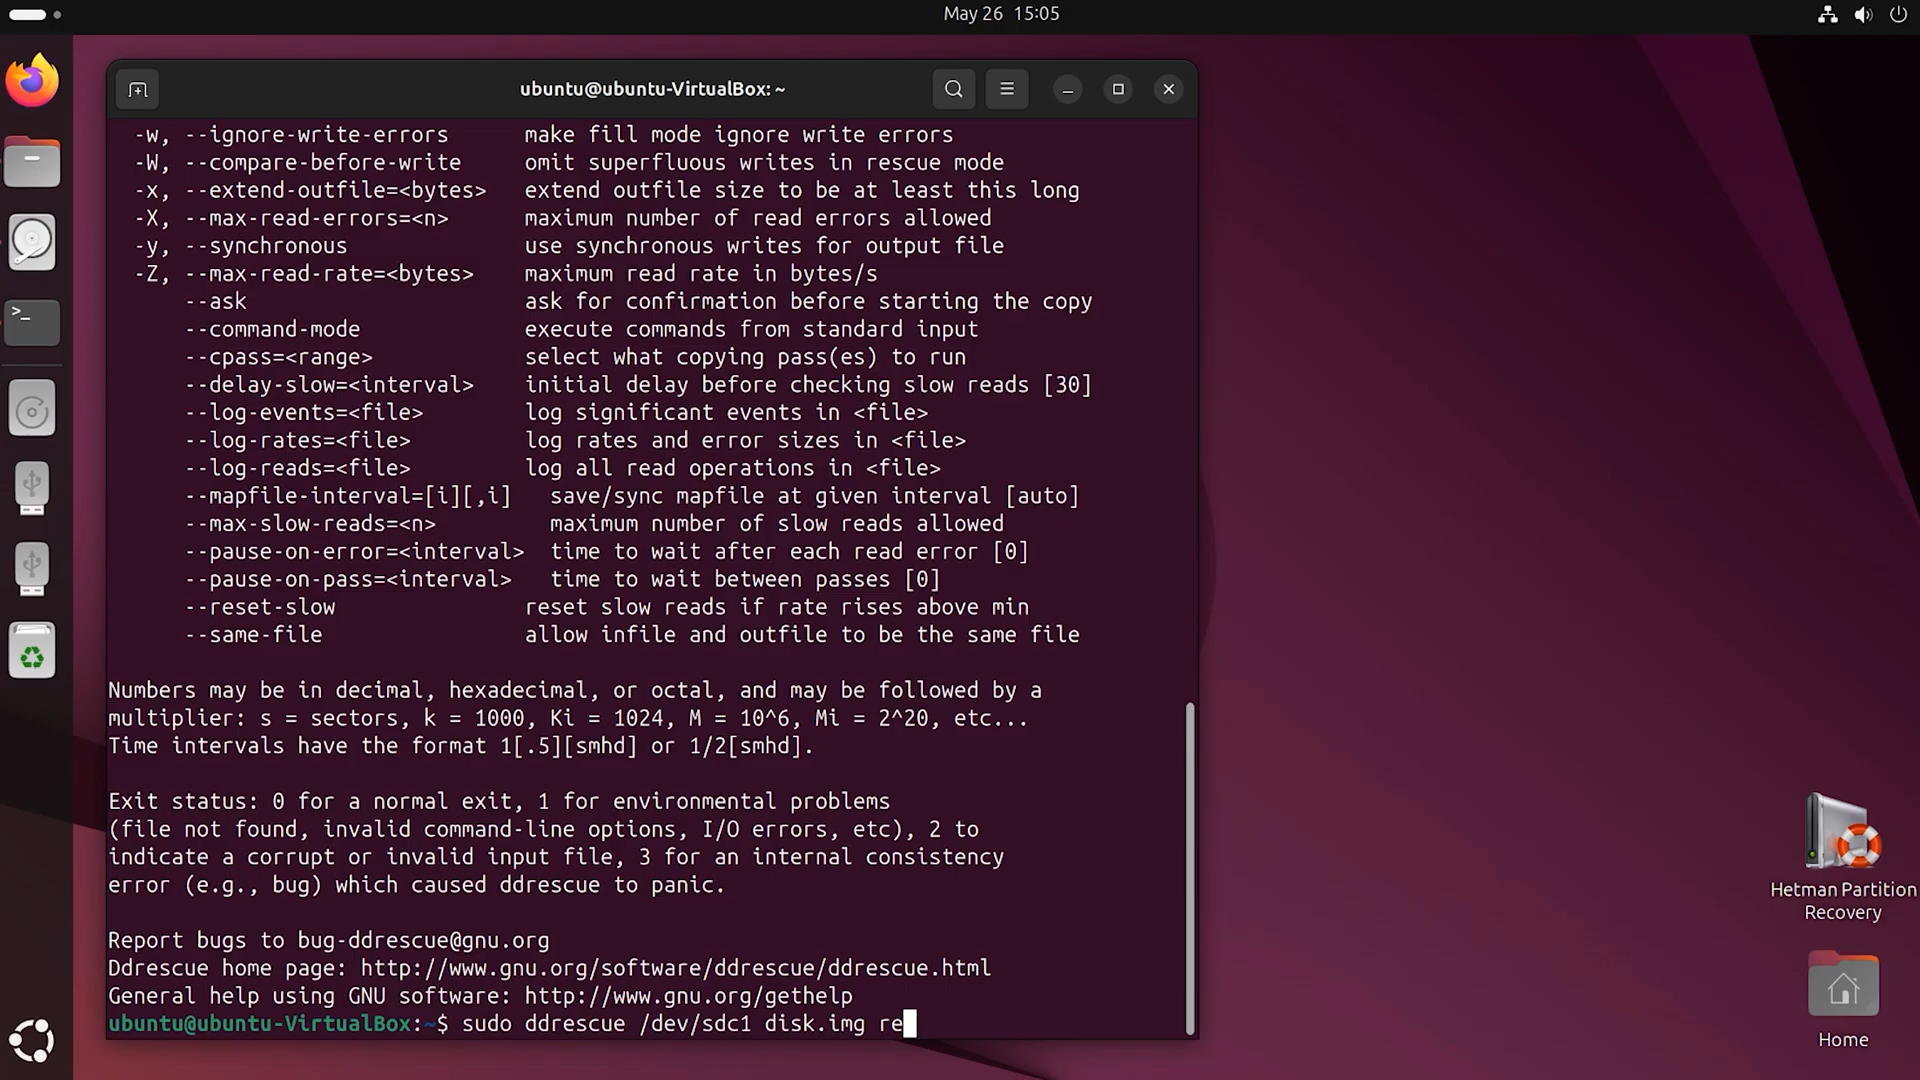 May 26 15:05
ubuntu@ubuntu-VirtualBox: ~
-w, --ignore-write-errors make fill mode ignore write errors
-W, --compare-before-write omit superfluous writes in rescue mode
-x, --extend-outfile=<bytes> extend outfile size to be at least this long
-X, --max-read-errors=<n> maximum number of read errors allowed
-y, --synchronous use synchronous writes for output file
-Z, --max-read-rate=<bytes> maximum read rate in bytes/s
--ask ask for confirmation before starting the copy
--command-mode execute commands from standard input
--cpass=<range> select what copying pass(es) to run
--delay-slow=<interval> initial delay before checking slow reads [30]
--log-events=<file> log significant events in <file>
--log-rates=<file> log rates and error sizes in <file>
--log-reads=<file> log all read operations in <file>
--mapfile-interval=[i][,i] save/sync mapfile at given interval [auto]
--max-slow-reads=<n> maximum number of slow reads allowed
--pause-on-error=<interval> time to wait after each read error [0]
--pause-on-pass=<interval> time to wait between passes [0]
--reset-slow reset slow reads if rate rises above min
--same-file allow infile and outfile to be the same file
Numbers may be in decimal, hexadecimal, or octal, and may be followed by a
multiplier: s = sectors, k = 1000, Ki = 1024, M = 10^6, Mi = 2^20, etc...
Time intervals have the format 1[.5][smhd] or 1/2[smhd].
Exit status: 0 for a normal exit, 1 for environmental problems
(file not found, invalid command-line options, I/O errors, etc), 2 to
indicate a corrupt or invalid input file, 3 for an internal consistency
error (e.g., bug) which caused ddrescue to panic.
Report bugs to bug-ddrescue@gnu.org
Ddrescue home page: http://www.gnu.org/software/ddrescue/ddrescue.html
General help using GNU software: http://www.gnu.org/gethelp
ubuntu@ubuntu-VirtualBox:~$ sudo ddrescue /dev/sdc1 disk.img re
Hetman Partition
Recovery
Home